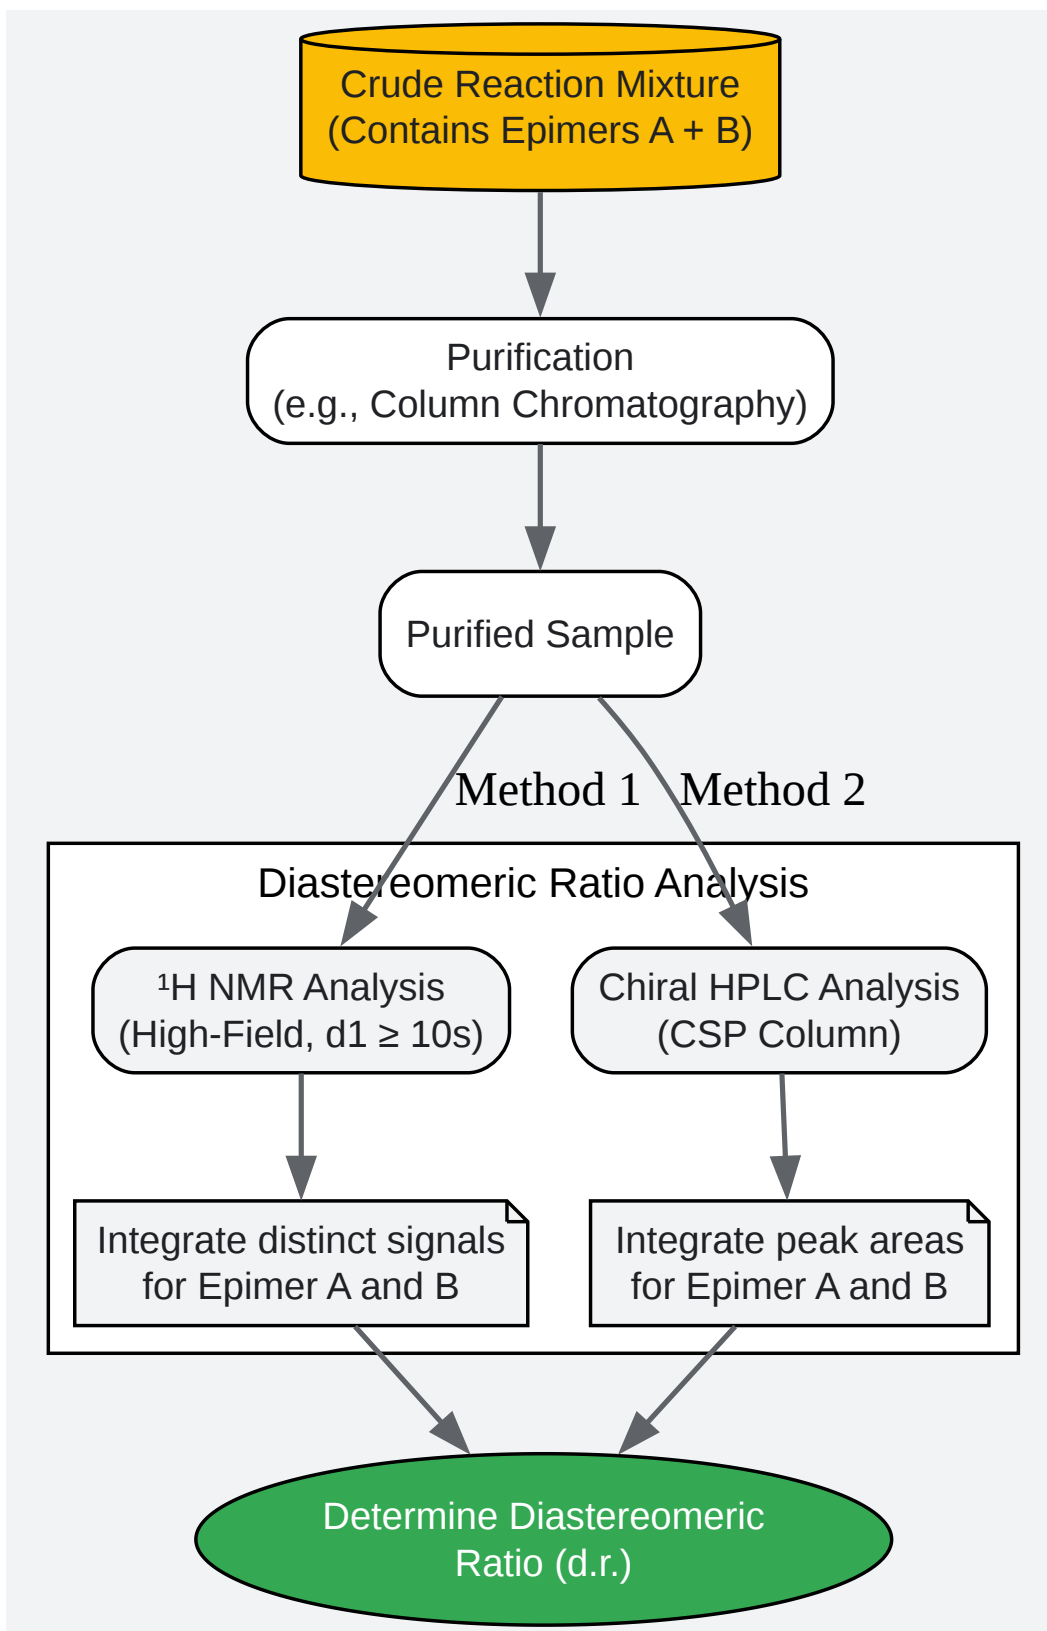 Crude Reaction Mixture
(Contains Epimers A + B)
Purification
(e.g., Column Chromatography)
Purified Sample
Method 1
Method 2
Diastereomeric Ratio Analysis
¹H NMR Analysis
(High-Field, d1 ≥ 10s)
Chiral HPLC Analysis
(CSP Column)
Integrate distinct signals
for Epimer A and B
Integrate peak areas
for Epimer A and B
Determine Diastereomeric
Ratio (d.r.)